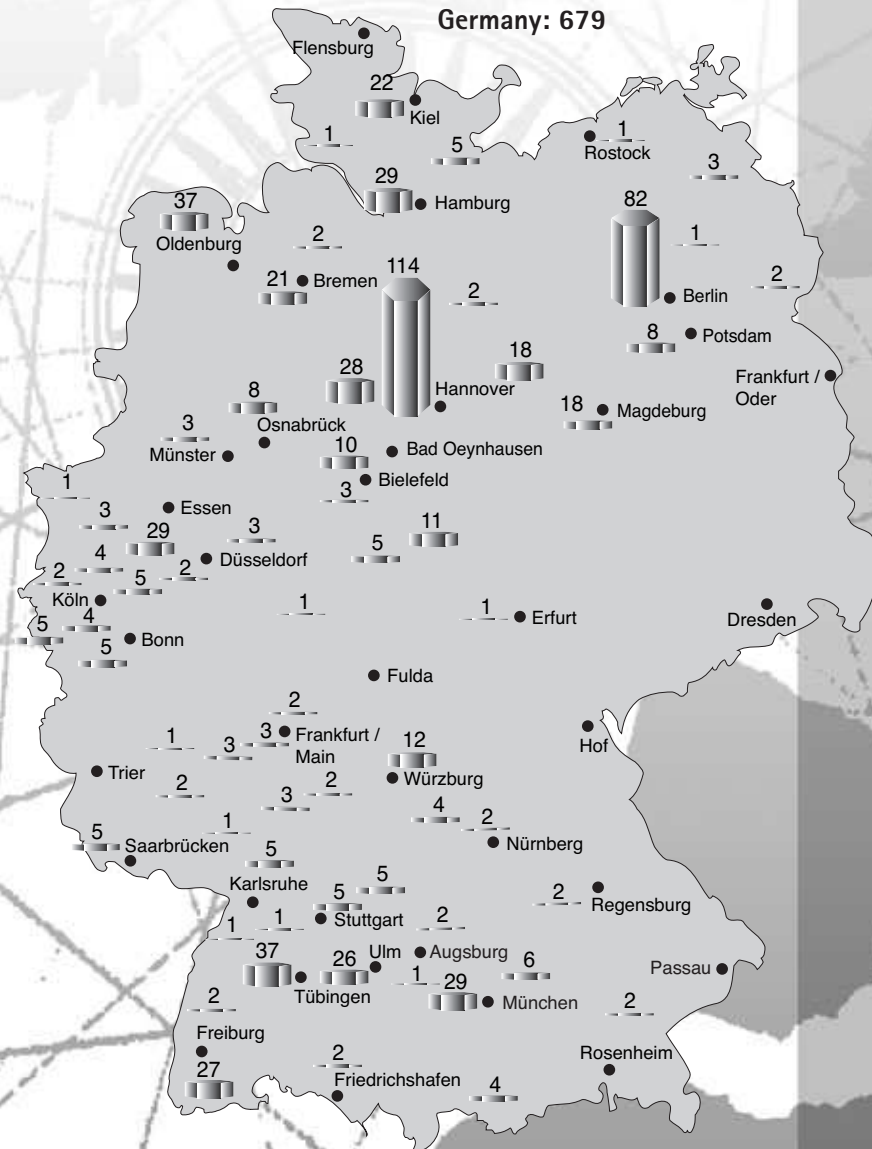 Germany: 679
Flensburg
22
Kiel
1
5
1
Rostock
3
29
Hamburg
37
Oldenburg
82
2
1
114
21
Bremen
2
2
Berlin
8
Potsdam
18
28
Hannover
Frankfurt /
Oder
8
Osnabrück
18
Magdeburg
3
Münster
10
Bad Oeynhausen
Bielefeld
3
1
Essen
3
29
3
11
5
Düsseldorf
4
2
2
5
Köln
1
1
Erfurt
Dresden
5
4
Bonn
5
Fulda
2
1
3
3
Frankfurt /
Main
12
Hof
Trier
Würzburg
2
2
3
4
2
1
Nürnberg
5
Saarbrücken
5
Karlsruhe
5
5
Stuttgart
2
Regensburg
1
1
2
37
26
Ulm
Augsburg
1
29
6
Passau
Tübingen
München
2
2
Freiburg
27
2
Friedrichshafen
4
Rosenheim